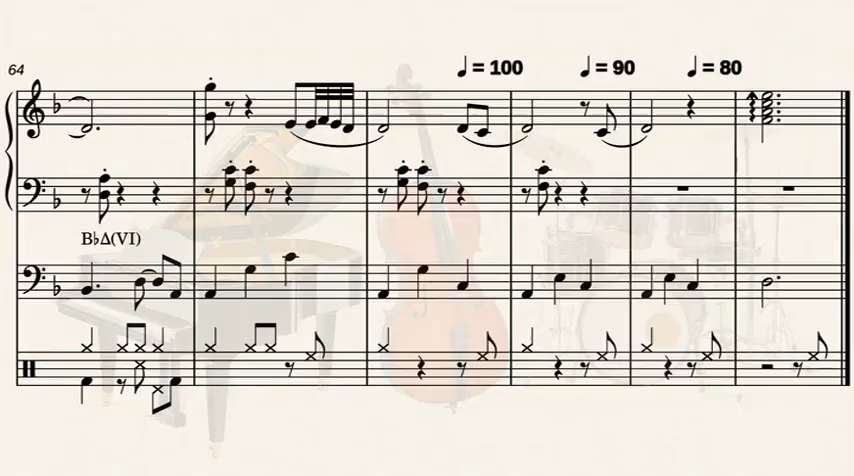 64
♩ = 100
♩ = 90
♩ = 80
B♭Δ(VI)